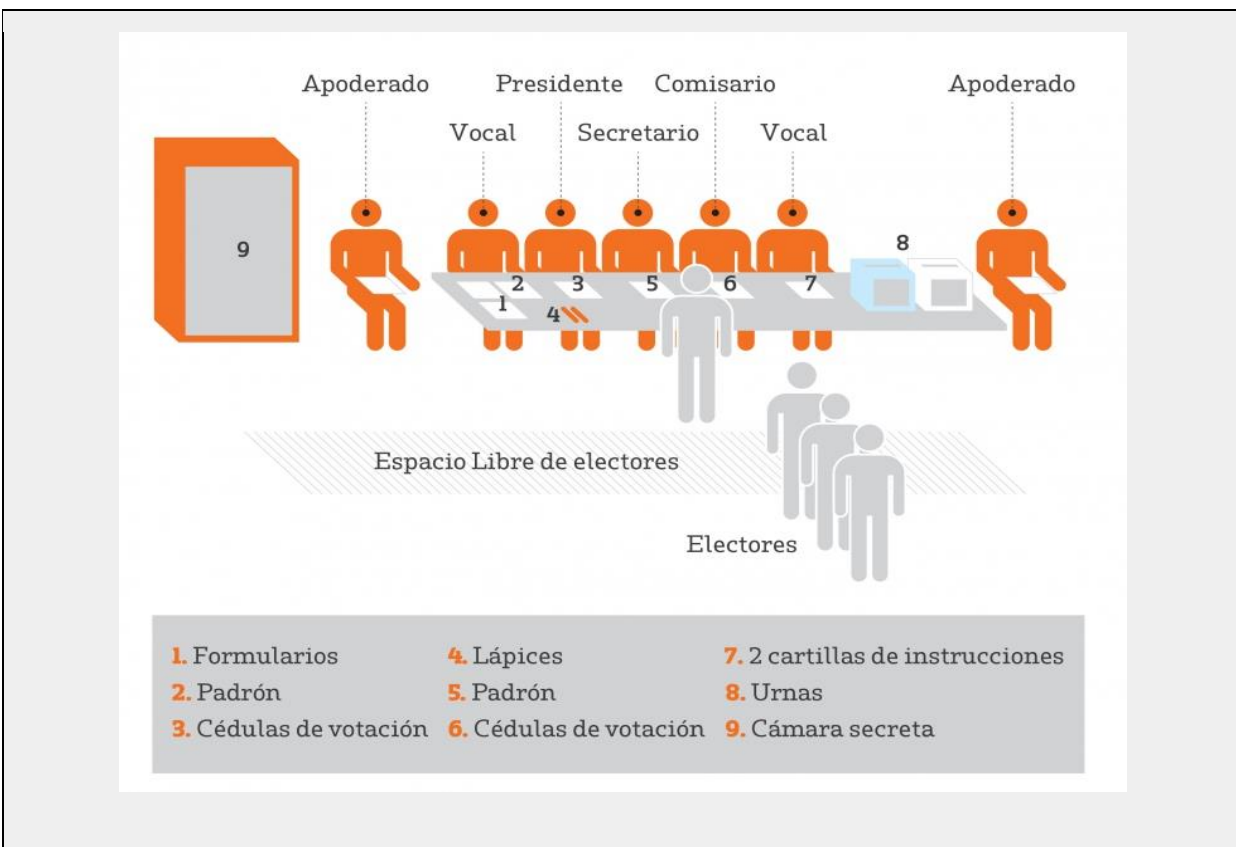 Apoderado Presidente Comisario Apoderado
Vocal Secretario Vocal
9
8
2 3 5 6 7
1 4
Espacio Libre de electores
Electores
1. Formularios 4. Lápices 7. 2 cartillas de instrucciones
2. Padrón 5. Padrón 8. Urnas
3. Cédulas de votación 6. Cédulas de votación 9. Cámara secreta